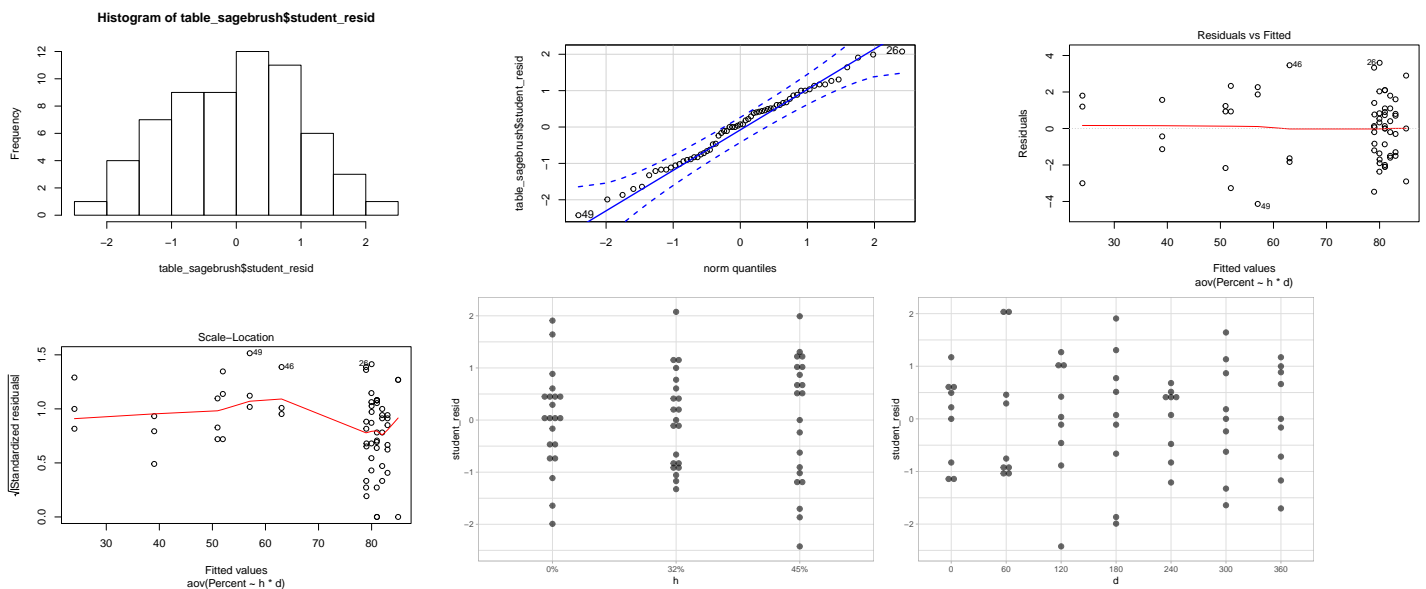 Histogram of table_sagebrush$student_resid
Frequency
0 2 4 6 8 10 12
−2 −1 0 1 2
table_sagebrush$student_resid
table_sagebrush$student_resid
−2 −1 0 1 2
26
49
−2 −1 0 1 2
norm quantiles
Residuals vs Fitted
Residuals
−4 −2 0 2 4
46
26
49
30 40 50 60 70 80
Fitted values
aov(Percent ~ h * d)
Scale−Location
√|Standardized residuals|
0.0 0.5 1.0 1.5
49
46
26
30 40 50 60 70 80
Fitted values
aov(Percent ~ h * d)
student_resid
2
1
0
−1
−2
0% 32% 45%
h
student_resid
2
1
0
−1
−2
0 60 120 180 240 300 360
d